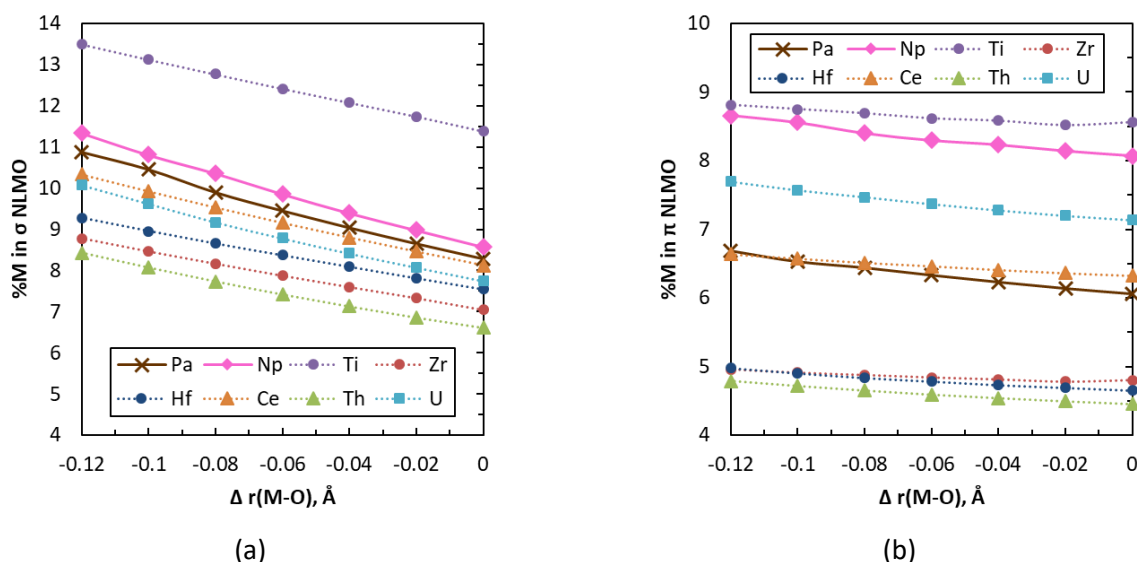 14
13
12
11
10
9
8
7
6
5
4
%M in σ NLMO
Pa Np Ti Zr
Hf Ce Th U
-0.12 -0.1 -0.08 -0.06 -0.04 -0.02 0
Δ r(M-O), Å
(a)
10
9
8
7
6
5
4
%M in π NLMO
Pa Np Ti Zr
Hf Ce Th U
-0.12 -0.1 -0.08 -0.06 -0.04 -0.02 0
Δ r(M-O), Å
(b)